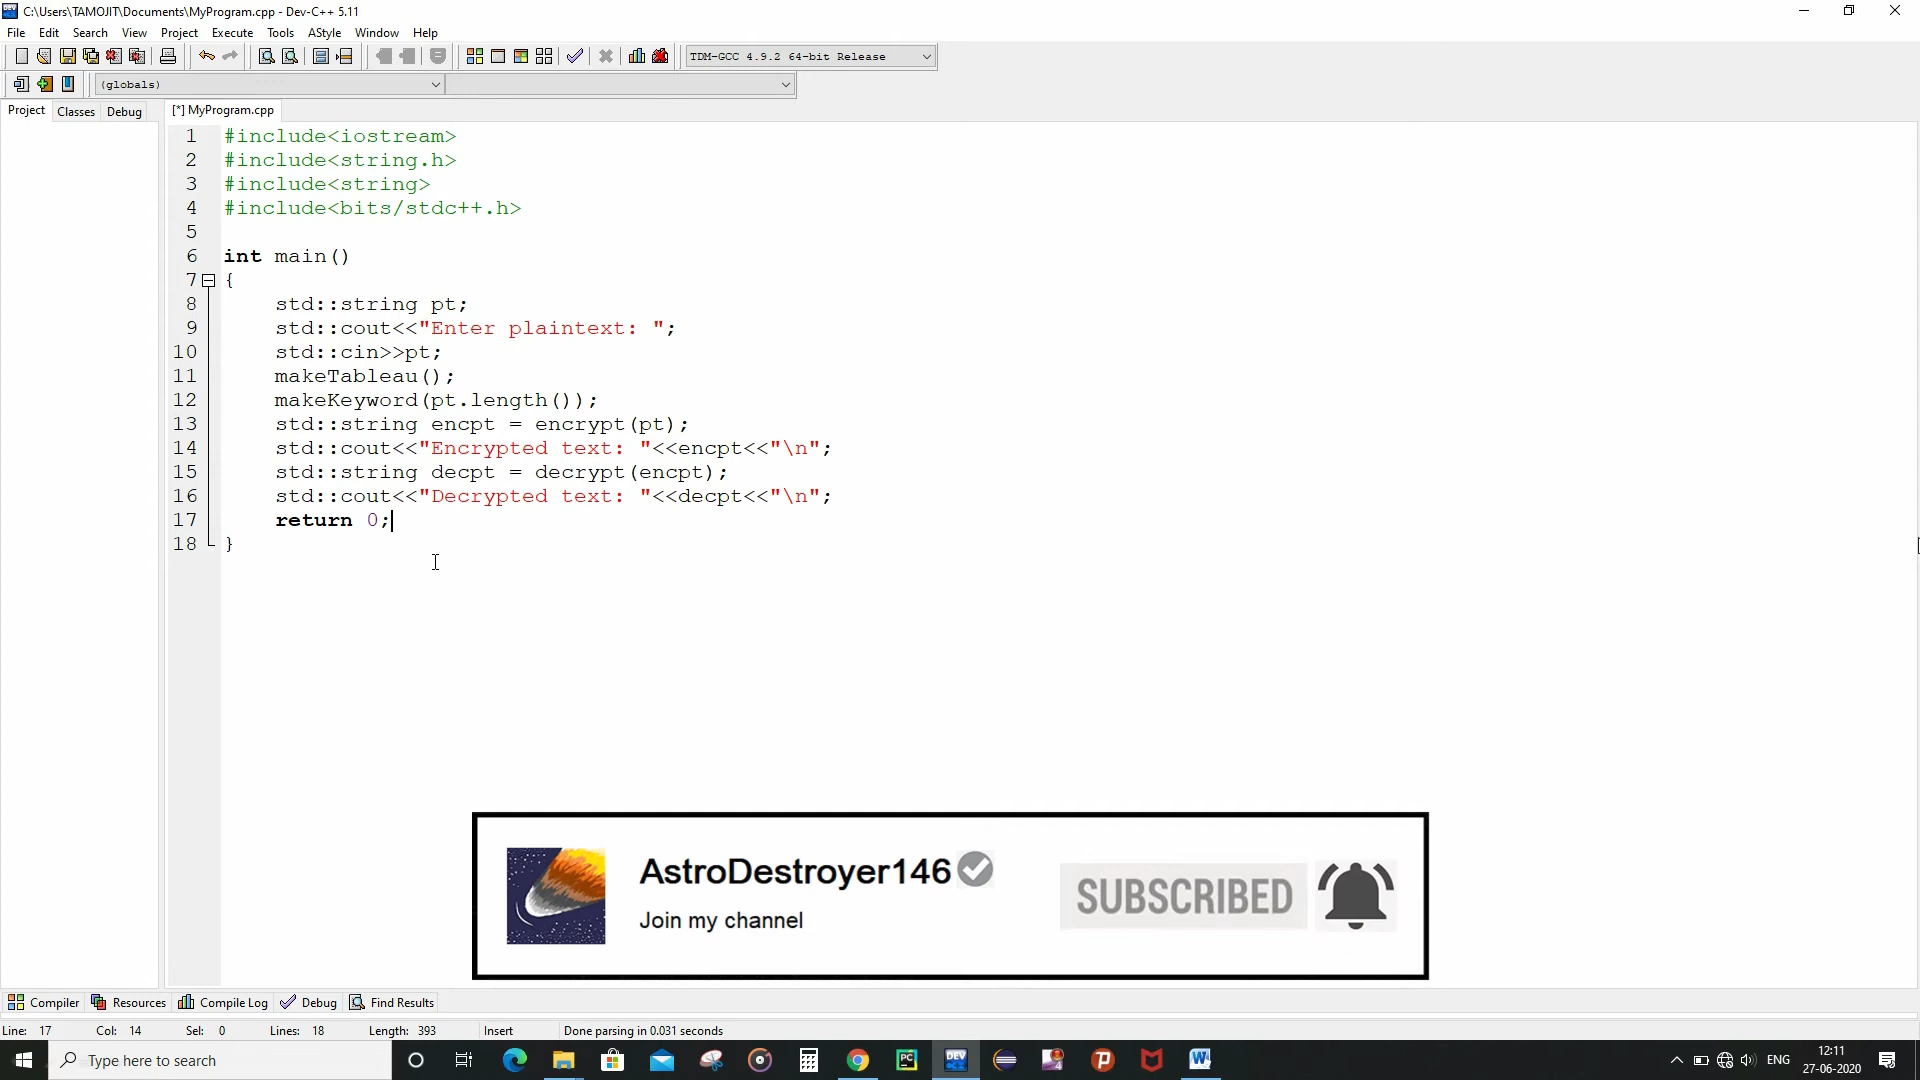 C:\Users\TAMOJIT\Documents\MyProgram.cpp - Dev-C++ 5.11
File Edit Search View Project Execute Tools AStyle Window Help
TDM-GCC 4.9.2 64-bit Release
(globals)
Project Classes Debug [*] MyProgram.cpp
1 #include<iostream>
2 #include<string.h>
3 #include<string>
4 #include<bits/stdc++.h>
5
6 int main()
7 {
8 std::string pt;
9 std::cout<<"Enter plaintext: ";
10 std::cin>>pt;
11 makeTableau();
12 makeKeyword(pt.length());
13 std::string encpt = encrypt(pt);
14 std::cout<<"Encrypted text: "<<encpt<<"\n";
15 std::string decpt = decrypt(encpt);
16 std::cout<<"Decrypted text: "<<decpt<<"\n";
17 return 0;
18 }
AstroDestroyer146
Join my channel
SUBSCRIBED
Compiler Resources Compile Log Debug Find Results
Line: 17 Col: 14 Sel: 0 Lines: 18 Length: 393 Insert Done parsing in 0.031 seconds
Type here to search
PC
DEV
ENG
12:11
27-06-2020